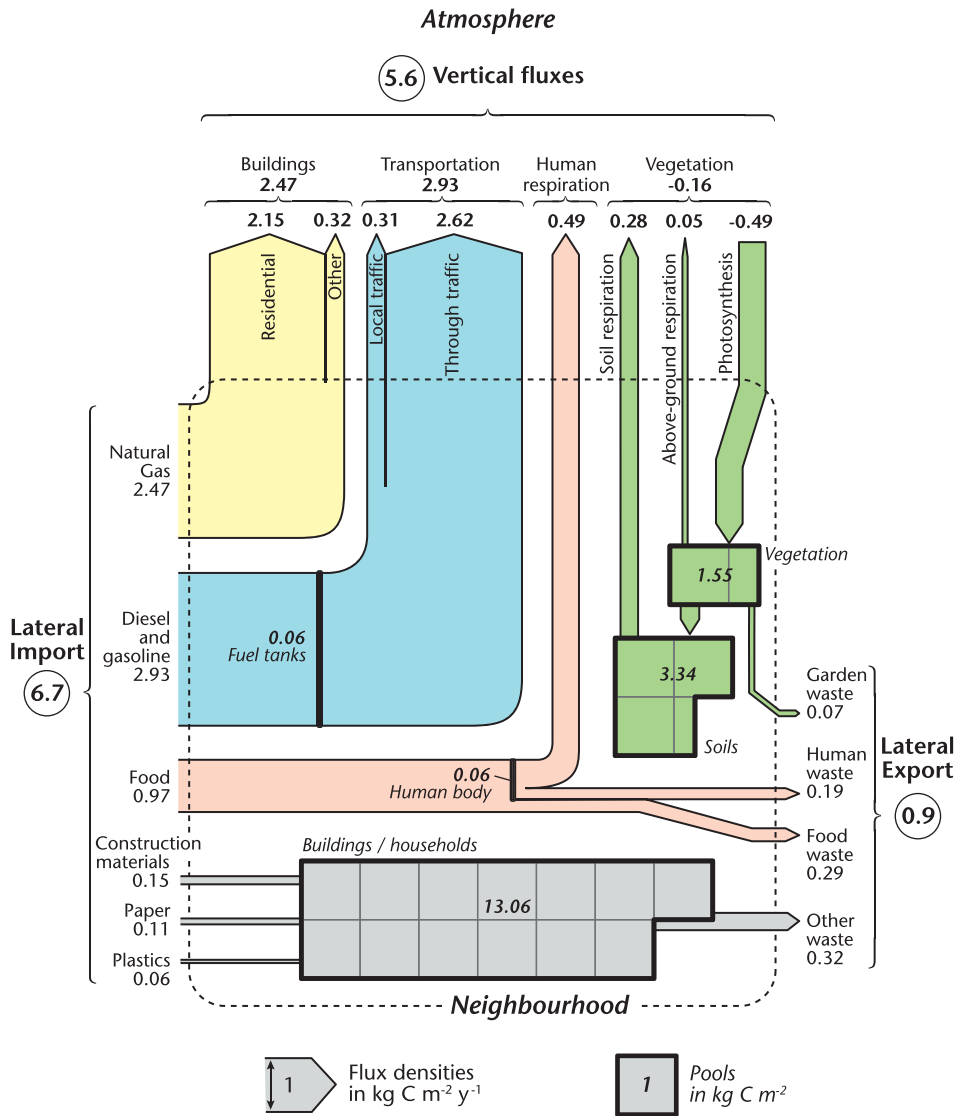 Atmosphere
5.6 Vertical fluxes
Buildings
2.47
Transportation
2.93
Human
respiration
Vegetation
-0.16
2.15
0.32
0.31
2.62
0.49
0.28
0.05
-0.49
Residential
Other
Local traffic
Through traffic
Soil respiration
Above-ground respiration
Photosynthesis
Lateral
Import
6.7
Natural
Gas
2.47
Diesel
and
gasoline
2.93
0.06
Fuel tanks
Food
0.97
0.06
Human body
Construction
materials
0.15
Paper
0.11
Plastics
0.06
Buildings / households
13.06
1.55
Vegetation
3.34
Soils
Garden
waste
0.07
Human
waste
0.19
Food
waste
0.29
Other
waste
0.32
Lateral
Export
0.9
Neighbourhood
1
Flux densities
in kg C m-2 y-1
1
Pools
in kg C m-2